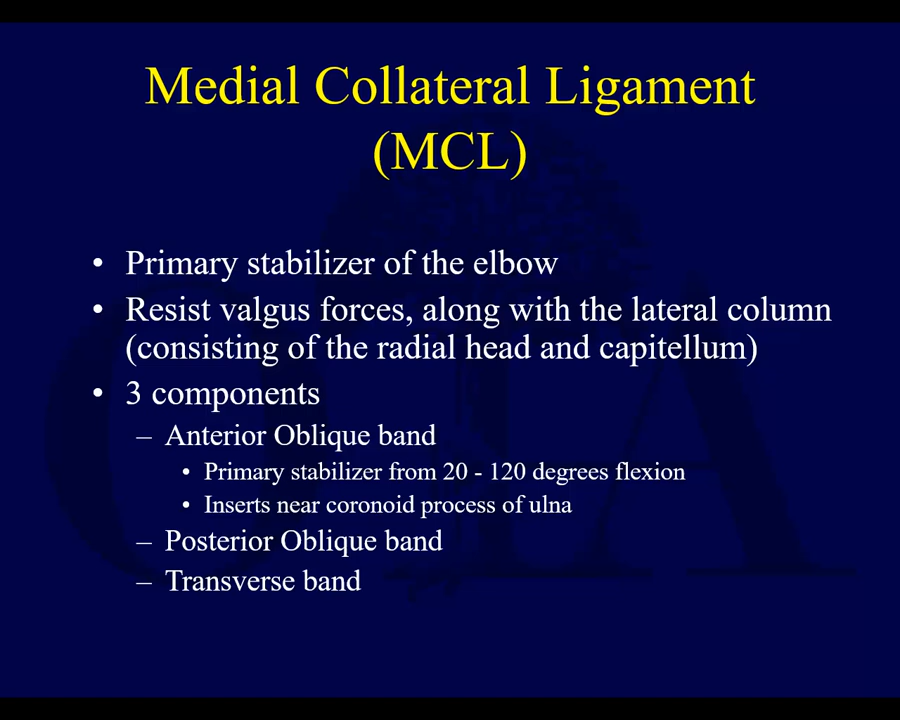 Medial Collateral Ligament
(MCL)
• Primary stabilizer of the elbow
• Resist valgus forces, along with the lateral column
(consisting of the radial head and capitellum)
• 3 components
– Anterior Oblique band
• Primary stabilizer from 20 - 120 degrees flexion
• Inserts near coronoid process of ulna
– Posterior Oblique band
– Transverse band